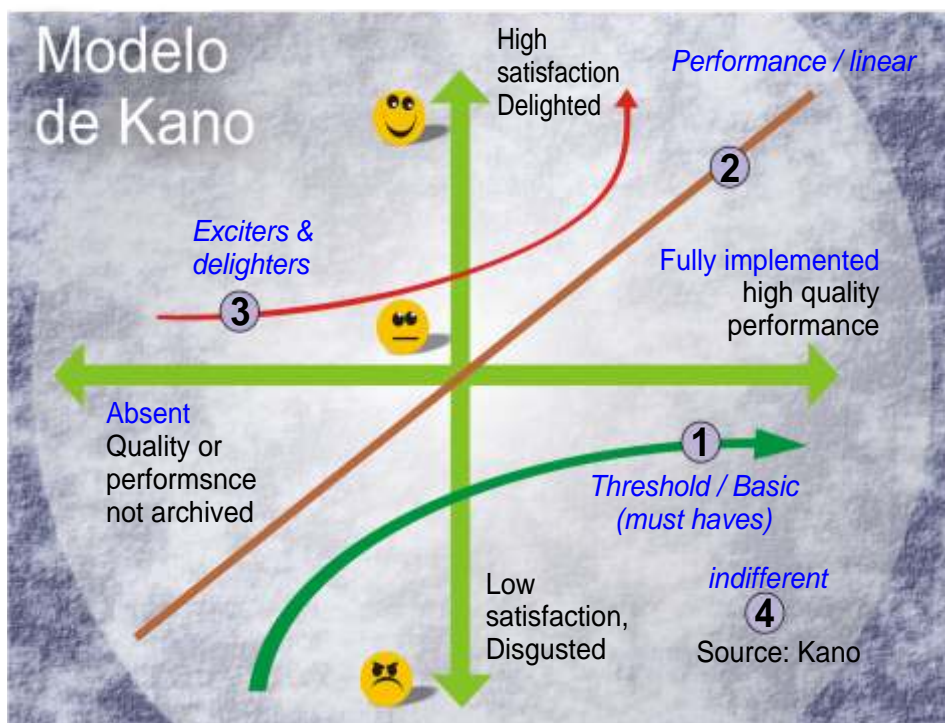 Modelo
de Kano
High
satisfaction
Delighted
Performance / linear
2
Exciters &
delighters
3
Fully implemented
high quality
performance
Absent
Quality or
performsnce
not archived
1
Threshold / Basic
(must haves)
Low
satisfaction,
Disgusted
indifferent
4
Source: Kano